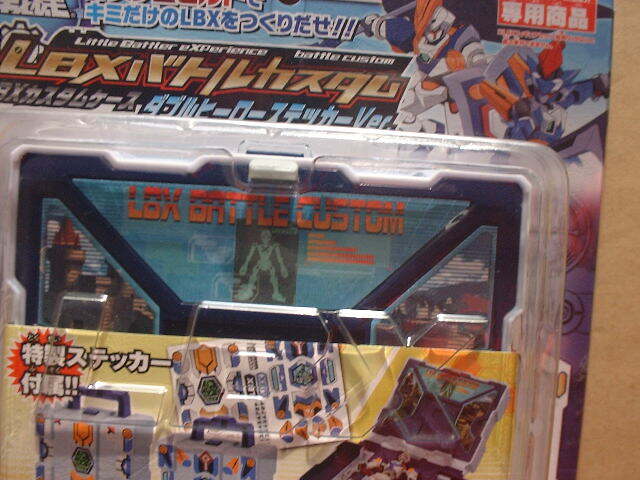 キミだけのLBXをつくりだせ!!
専用商品
Little Battler eXperience battle custom
LBXバトルカスタム
LBXカスタムケース ダブルヒーローステッカーVer.
LBX BATTLE CUSTOM
特製ステッカー
付属!!